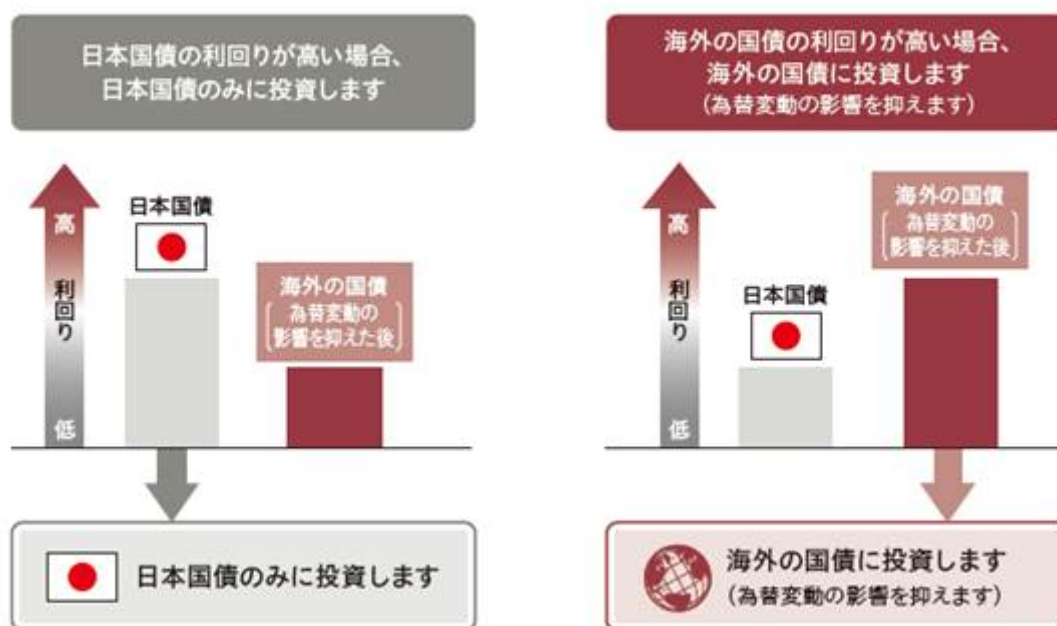 日本国債の利回りが高い場合、
日本国債のみに投資します
高
利回り
低
日本国債
海外の国債
為替変動の
影響を抑えた後
日本国債のみに投資します
海外の国債の利回りが高い場合、
海外の国債に投資します
(為替変動の影響を抑えます)
高
利回り
低
日本国債
海外の国債
為替変動の
影響を抑えた後
海外の国債に投資します
(為替変動の影響を抑えます)